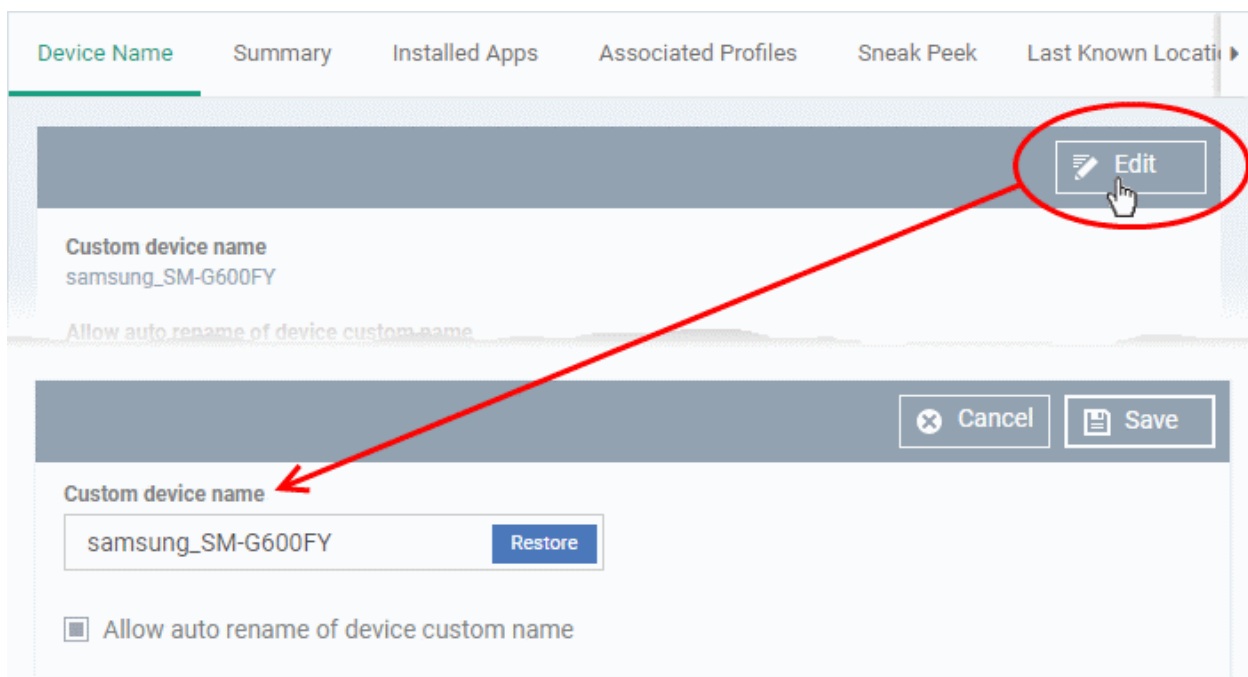 Device Name Summary Installed Apps Associated Profiles Sneak Peek Last Known Locatic
Edit
Custom device name
samsung_SM-G600FY
Allow auto rename of device custom name
Cancel Save
Custom device name
samsung_SM-G600FY Restore
Allow auto rename of device custom name